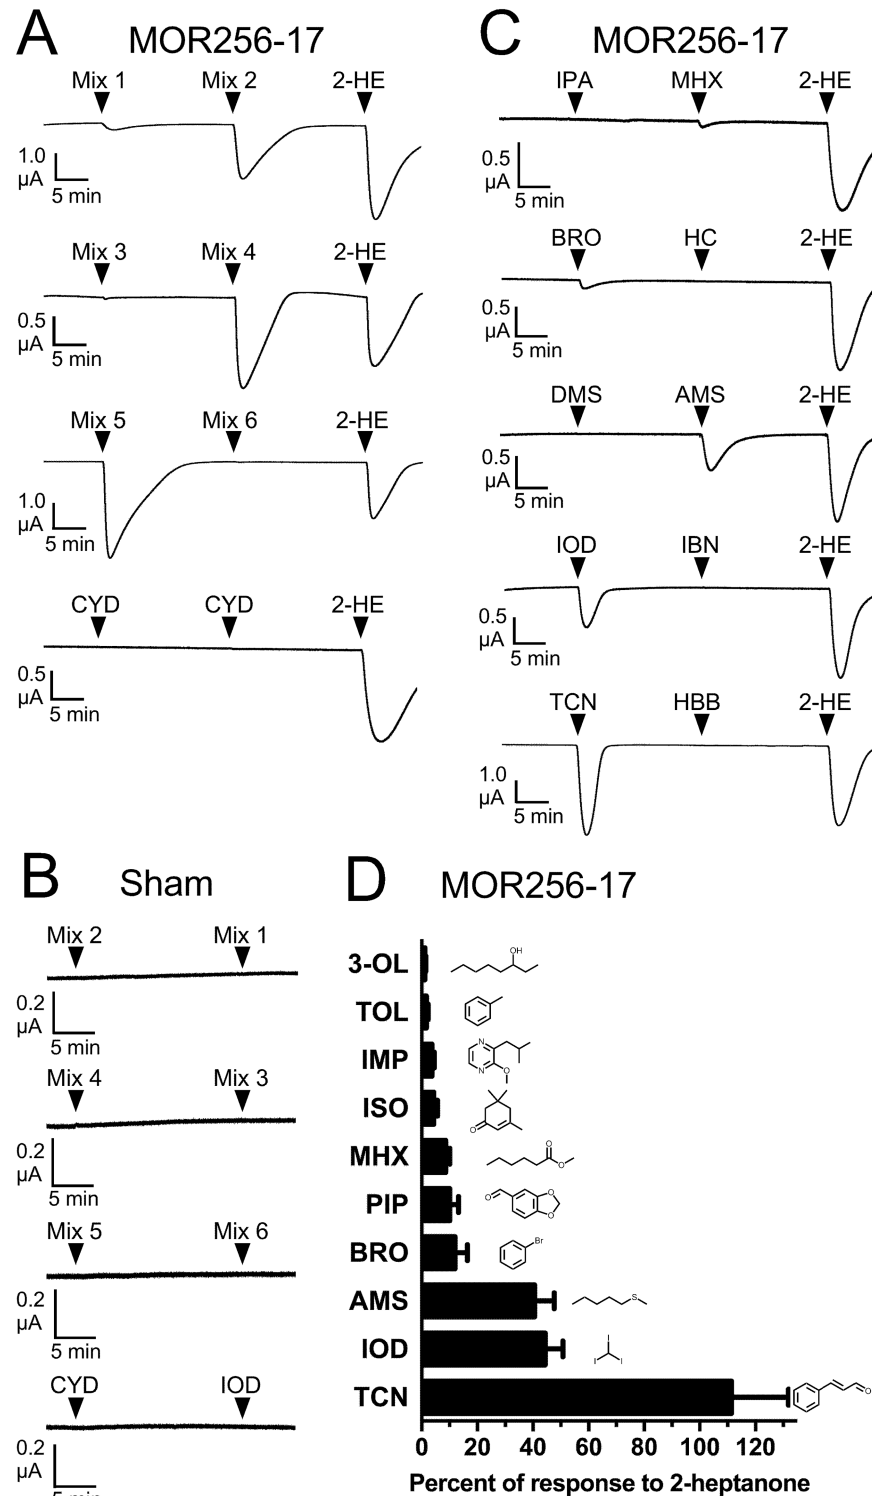 A
MOR256-17
Mix 1 Mix 2 2-HE
1.0
µA
5 min
Mix 3 Mix 4 2-HE
0.5
µA
5 min
Mix 5 Mix 6 2-HE
1.0
µA
5 min
CYD CYD 2-HE
0.5
µA
5 min
C
MOR256-17
IPA MHX 2-HE
0.5
µA
5 min
BRO HC 2-HE
0.5
µA
5 min
DMS AMS 2-HE
0.5
µA
5 min
IOD IBN 2-HE
0.5
µA
5 min
TCN HBB 2-HE
1.0
µA
5 min
B
Sham
Mix 2 Mix 1
0.2
µA
5 min
Mix 4 Mix 3
0.2
µA
5 min
Mix 5 Mix 6
0.2
µA
5 min
CYD IOD
0.2
µA
5 min
D
MOR256-17
3-OL OH
TOL
IMP N N O
ISO O
MHX O O
PIP O O O
BRO Br
AMS S
IOD I I I
TCN O
0 20 40 60 80 100 120
Percent of response to 2-heptanone